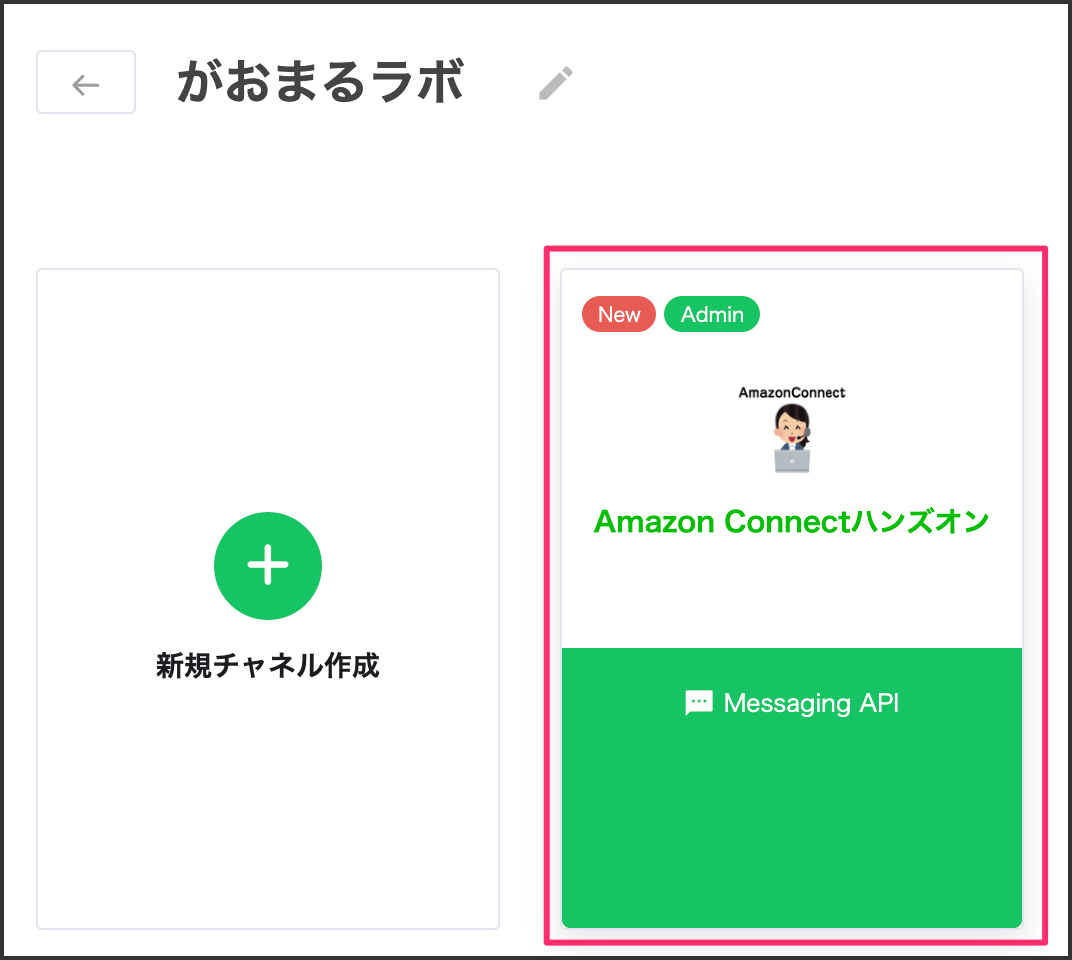 がおまるラボ
新規チャネル作成
New
Admin
AmazonConnect
Amazon Connectハンズオン
Messaging API